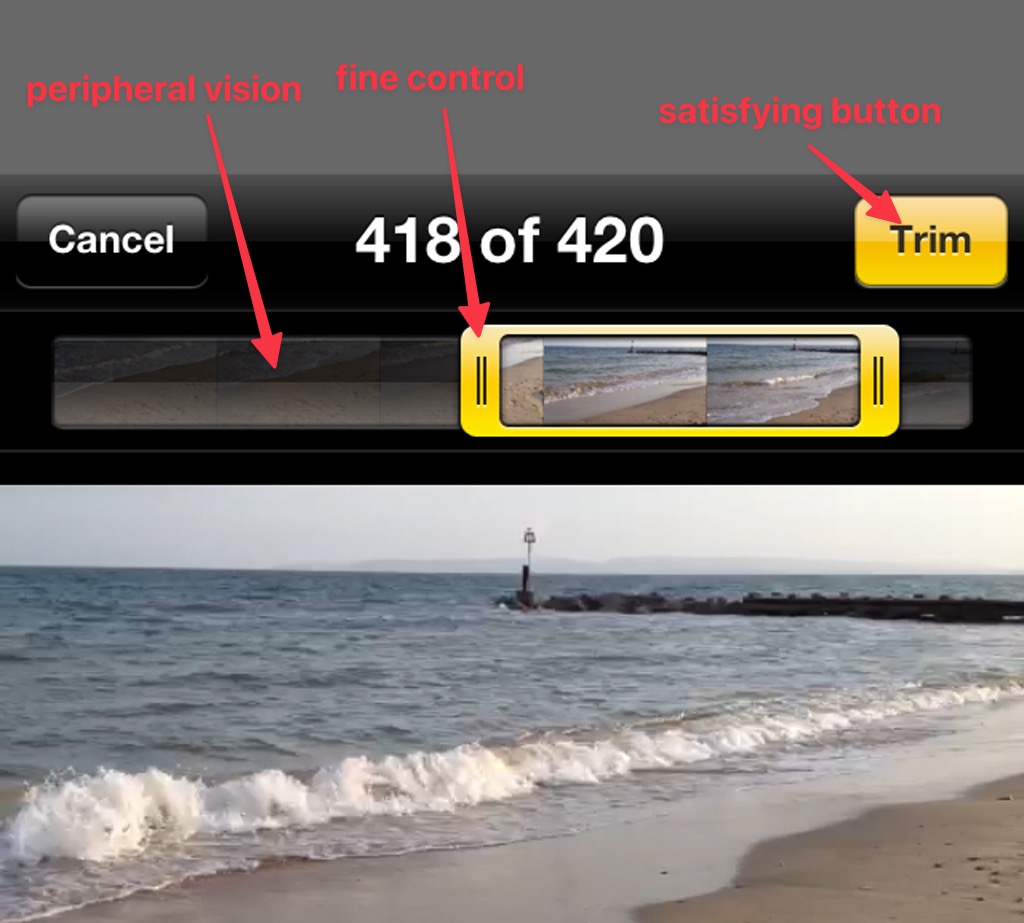 peripheral vision
fine control
satisfying button
Cancel
418 of 420
Trim